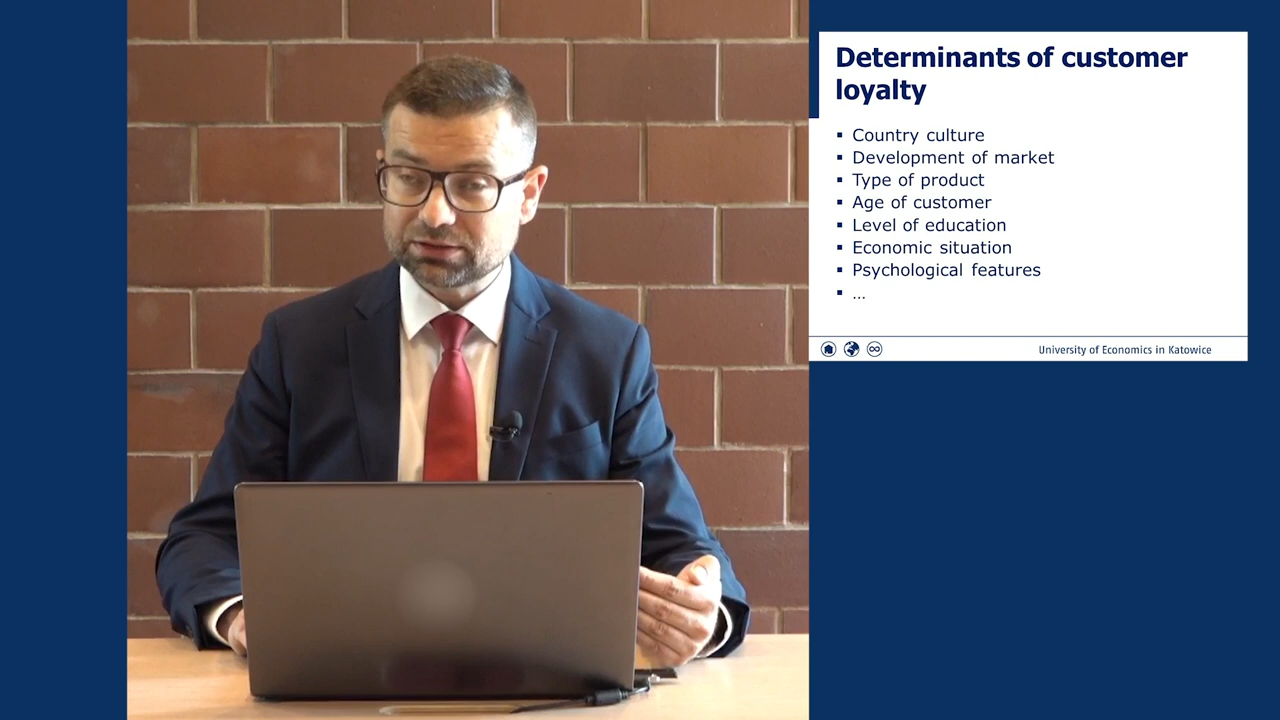 Determinants of customer
loyalty
▪ Country culture
▪ Development of market
▪ Type of product
▪ Age of customer
▪ Level of education
▪ Economic situation
▪ Psychological features
▪ ...
University of Economics in Katowice